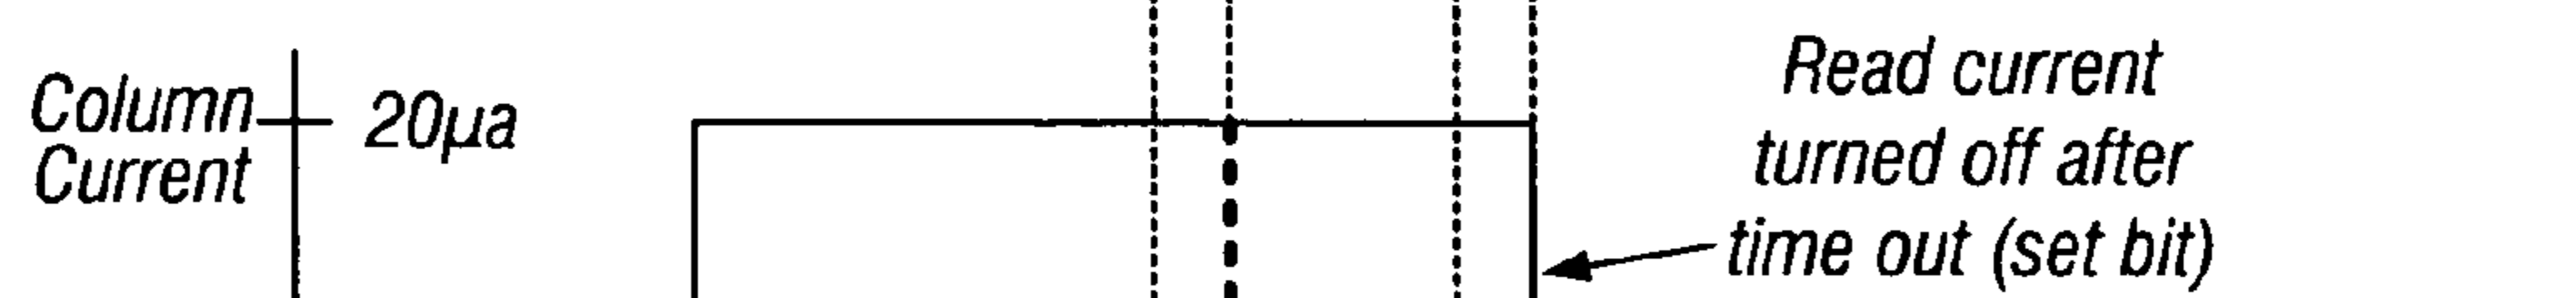 Column
Current
20µa
Read current
turned off after
time out (set bit)